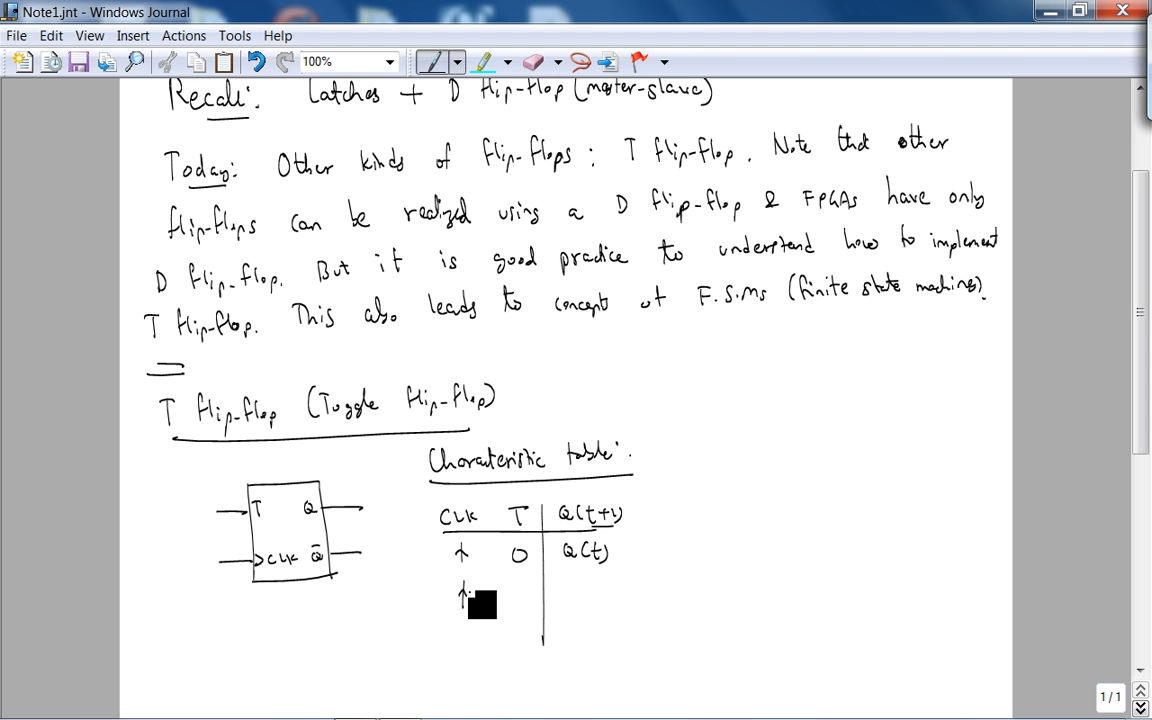 Note1.jnt - Windows Journal
File Edit View Insert Actions Tools Help
100%
Recall: Latches + D flip-flop (master-slave)
Today: Other kinds of flip-flops: T flip-flop. Note that other
flip-flops can be realized using a D flip-flop & FPGAs have only
D flip-flop. But it is good practice to understand how to implement
T flip-flop. This also leads to concept of F.S.Ms (finite state machines).
T flip-flop (Toggle flip-flop)
Charateristic table:
T Q
CLK Q̅
CLK T Q(t+1)
↑ 0 Q(t)
↑
1/1